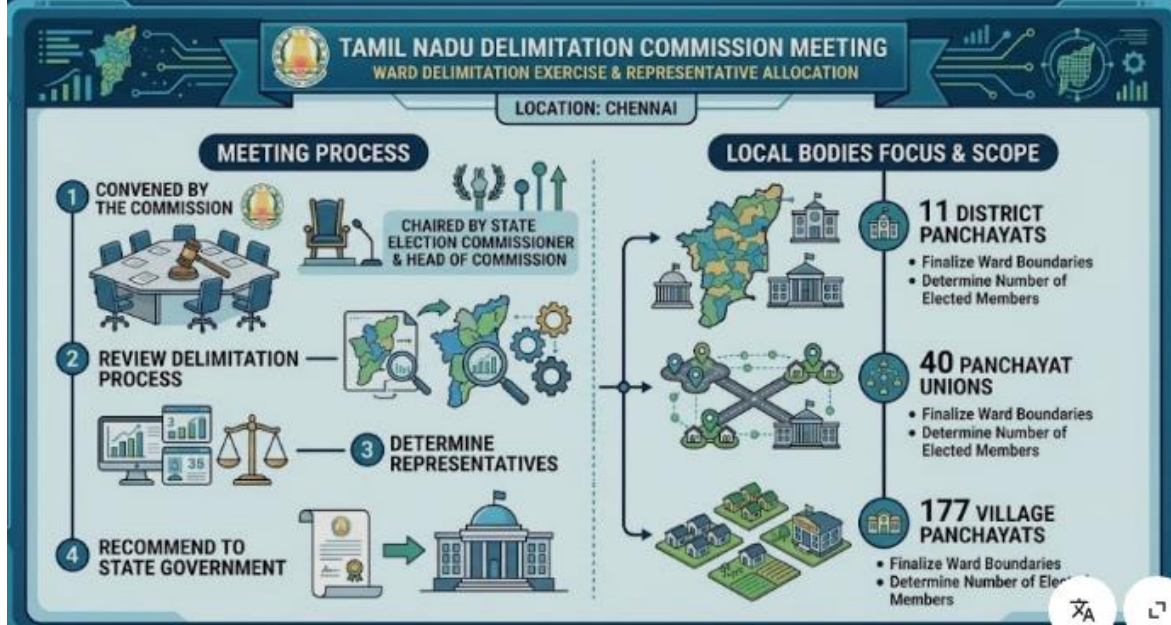 TAMIL NADU DELIMITATION COMMISSION MEETING
WARD DELIMITATION EXERCISE & REPRESENTATIVE ALLOCATION
LOCATION: CHENNAI
MEETING PROCESS
1 CONVENED BY
THE COMMISSION
CHAIRED BY STATE
ELECTION COMMISSIONER
& HEAD OF COMMISSION
2 REVIEW DELIMITATION
PROCESS
3
35
3 DETERMINE
REPRESENTATIVES
4 RECOMMEND TO
STATE GOVERNMENT
LOCAL BODIES FOCUS & SCOPE
11 DISTRICT
PANCHAYATS
• Finalize Ward Boundaries
• Determine Number of
Elected Members
40 PANCHAYAT
UNIONS
• Finalize Ward Boundaries
• Determine Number of
Elected Members
177 VILLAGE
PANCHAYATS
• Finalize Ward Boundaries
• Determine Number of
Members